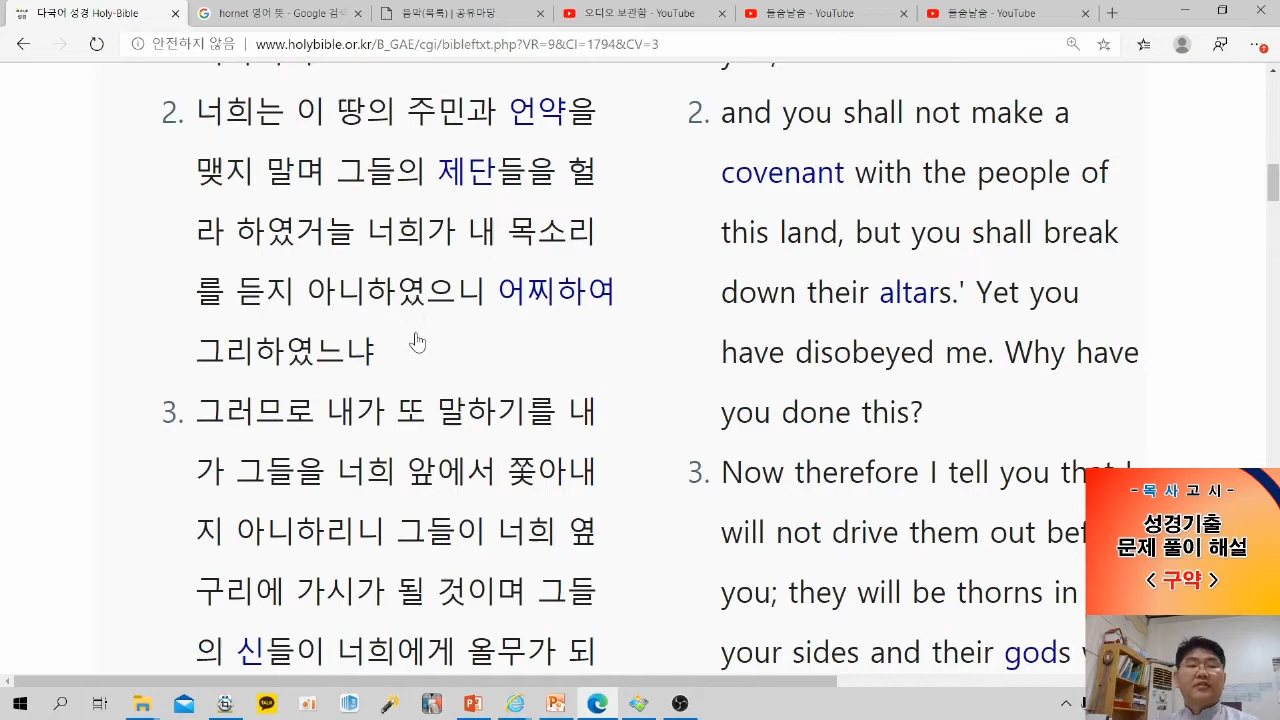 다국어 성경 Holy-Bible
hornet 영어 뜻 - Google 검색
음악(목록) | 공유마당
오디오 보관함 - YouTube
돌솜날솜 - YouTube
돌솜날솜 - YouTube
안전하지 않음 | www.holybible.or.kr/B_GAE/cgi/bibleftxt.php?VR=9&CI=1794&CV=3
2. 너희는 이 땅의 주민과 언약을
맺지 말며 그들의 제단들을 헐
라 하였거늘 너희가 내 목소리
를 듣지 아니하였으니 어찌하여
그리하였느냐
3. 그러므로 내가 또 말하기를 내
가 그들을 너희 앞에서 쫓아내
지 아니하리니 그들이 너희 옆
구리에 가시가 될 것이며 그들
의 신들이 너희에게 올무가 되
2. and you shall not make a
covenant with the people of
this land, but you shall break
down their altars.' Yet you
have disobeyed me. Why have
you done this?
3. Now therefore I tell you that I
will not drive them out bef
you; they will be thorns in
your sides and their gods
- 목사고시 -
성경기출
문제 풀이 해설
< 구약 >
TALK